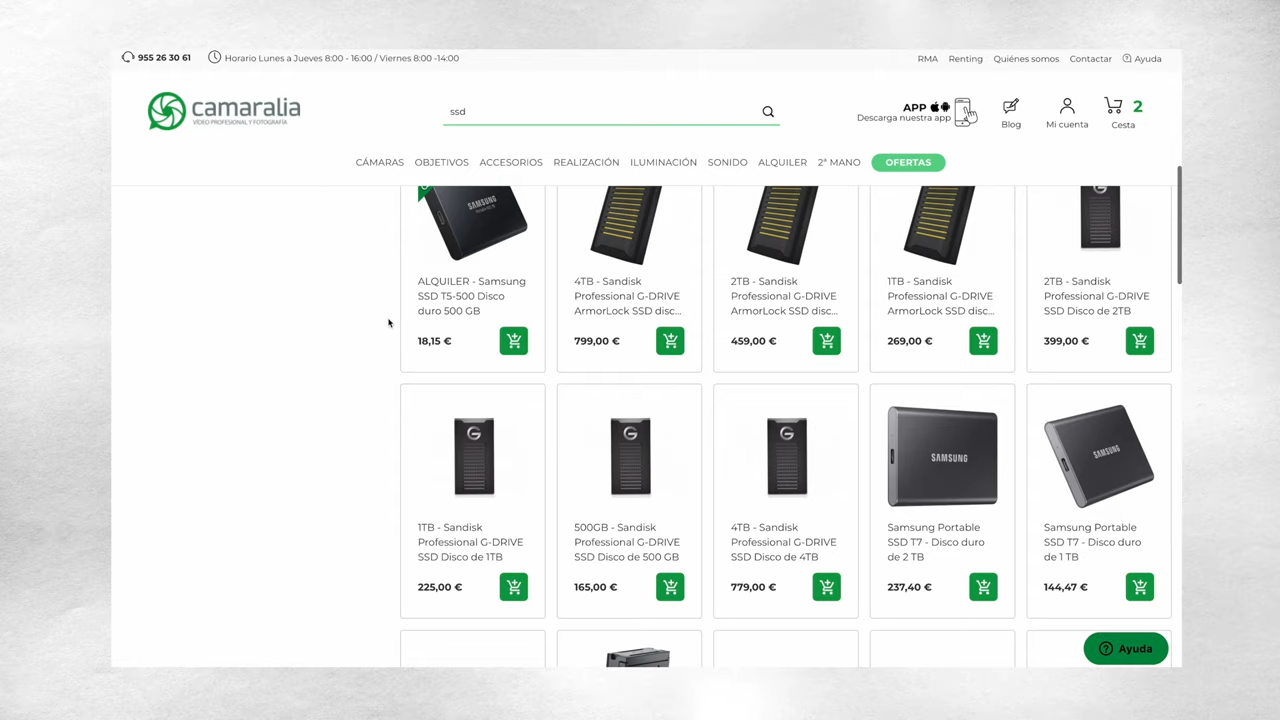 955 26 30 61
Horario Lunes a Jueves 8:00 - 16:00 / Viernes 8:00 -14:00
RMA Renting Quiénes somos Contactar Ayuda
camaralia
VÍDEO PROFESIONAL Y FOTOGRAFÍA
ssd
APP
Descarga nuestra app
Blog
Mi cuenta
2
Cesta
CÁMARAS OBJETIVOS ACCESORIOS REALIZACIÓN ILUMINACIÓN SONIDO ALQUILER 2ª MANO OFERTAS
SAMSUNG
ALQUILER - Samsung
SSD T5-500 Disco
duro 500 GB
18,15 €
4TB - Sandisk
Professional G-DRIVE
ArmorLock SSD disc...
799,00 €
2TB - Sandisk
Professional G-DRIVE
ArmorLock SSD disc...
459,00 €
1TB - Sandisk
Professional G-DRIVE
ArmorLock SSD disc...
269,00 €
G
2TB - Sandisk
Professional G-DRIVE
SSD Disco de 2TB
399,00 €
G
1TB - Sandisk
Professional G-DRIVE
SSD Disco de 1TB
225,00 €
G
500GB - Sandisk
Professional G-DRIVE
SSD Disco de 500 GB
165,00 €
G
4TB - Sandisk
Professional G-DRIVE
SSD Disco de 4TB
779,00 €
SAMSUNG
Samsung Portable
SSD T7 - Disco duro
de 2 TB
237,40 €
SAMSUNG
Samsung Portable
SSD T7 - Disco duro
de 1 TB
144,47 €
Ayuda